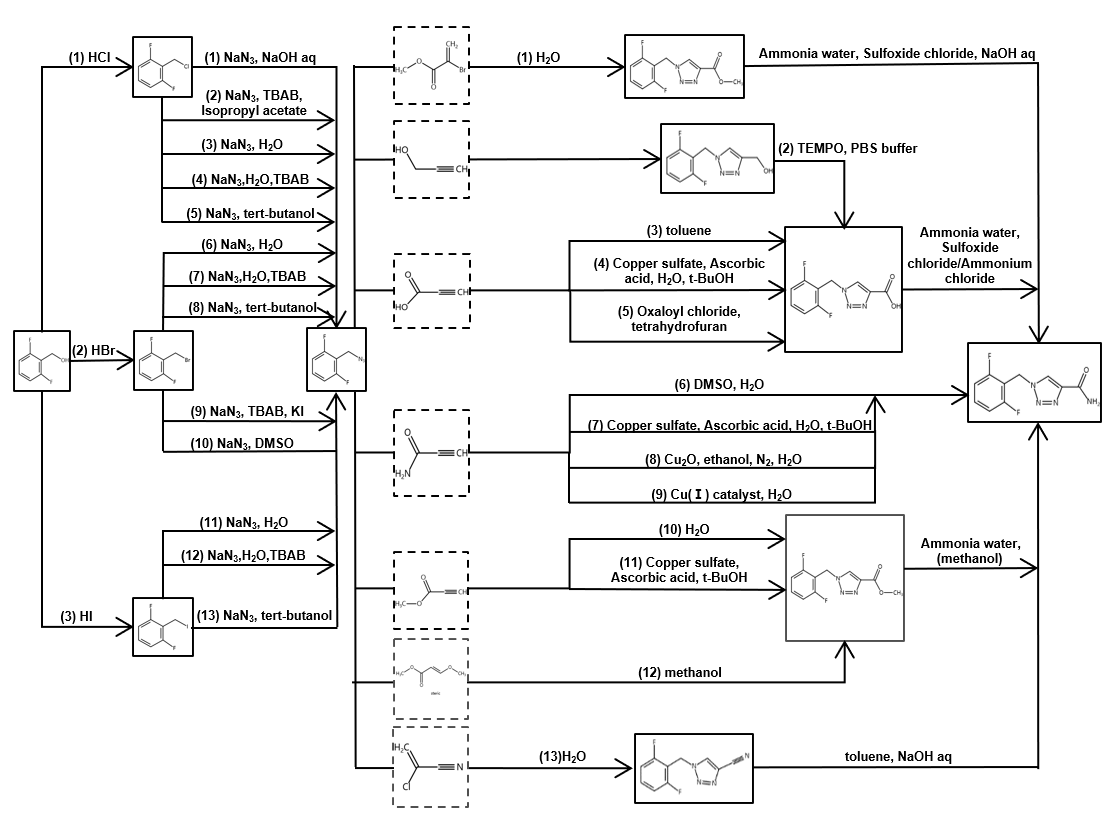 (1) HCl
(1) NaN₃, NaOH aq
(2) NaN₃, TBAB,
Isopropyl acetate
(3) NaN₃, H₂O
(4) NaN₃,H₂O,TBAB
(5) NaN₃, tert-butanol
(6) NaN₃, H₂O
(7) NaN₃,H₂O,TBAB
(8) NaN₃, tert-butanol
(2) HBr
(9) NaN₃, TBAB, KI
(10) NaN₃, DMSO
(11) NaN₃, H₂O
(12) NaN₃,H₂O,TBAB
(3) HI
(13) NaN₃, tert-butanol
(1) H₂O
Ammonia water, Sulfoxide chloride, NaOH aq
(2) TEMPO, PBS buffer
(3) toluene
(4) Copper sulfate, Ascorbic
acid, H₂O, t-BuOH
(5) Oxaloyl chloride,
tetrahydrofuran
Ammonia water,
Sulfoxide
chloride/Ammonium
chloride
(6) DMSO, H₂O
(7) Copper sulfate, Ascorbic acid, H₂O, t-BuOH
(8) Cu₂O, ethanol, N₂, H₂O
(9) Cu(Ⅰ) catalyst, H₂O
(10) H₂O
(11) Copper sulfate,
Ascorbic acid, t-BuOH
Ammonia water,
(methanol)
(12) methanol
(13)H₂O
toluene, NaOH aq